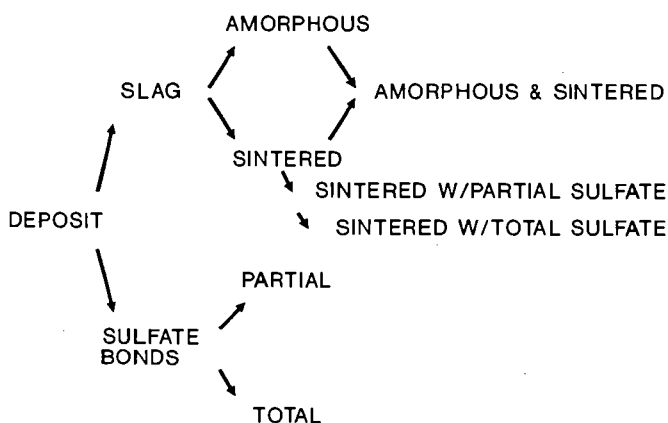 AMORPHOUS
SLAG
AMORPHOUS & SINTERED
SINTERED
SINTERED W/PARTIAL SULFATE
DEPOSIT
SINTERED W/TOTAL SULFATE
PARTIAL
SULFATE
BONDS
TOTAL